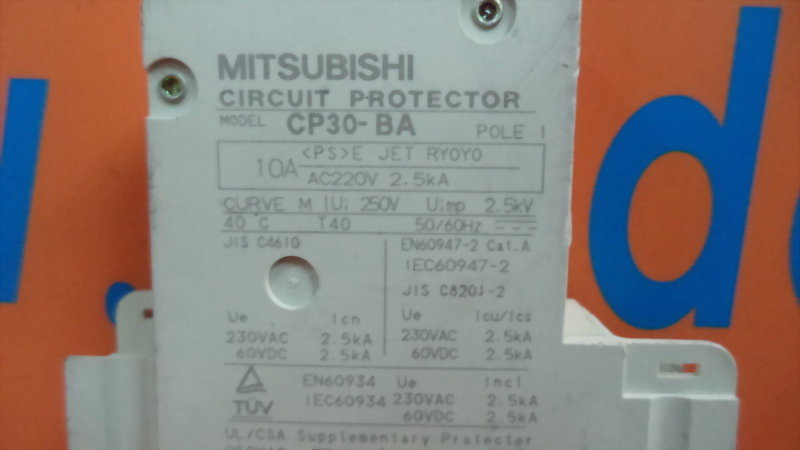 MITSUBISHI
CIRCUIT PROTECTOR
MODEL CP30-BA POLE 1
10A <PS>E JET RYOYO
AC220V 2.5kA
CURVE M Ui 250V Uimp 2.5kV
40°C T40 50/60Hz
JIS C4610
EN60947-2 Cat.A
IEC60947-2
JIS C8201-2
Ue Icn
230VAC 2.5kA
60VDC 2.5kA
Ue Icu/Ics
230VAC 2.5kA
60VDC 2.5kA
TÜV
EN60934 Ue Inc1
IEC60934 230VAC 2.5kA
60VDC 2.5kA
UL/CSA Supplementary Protector